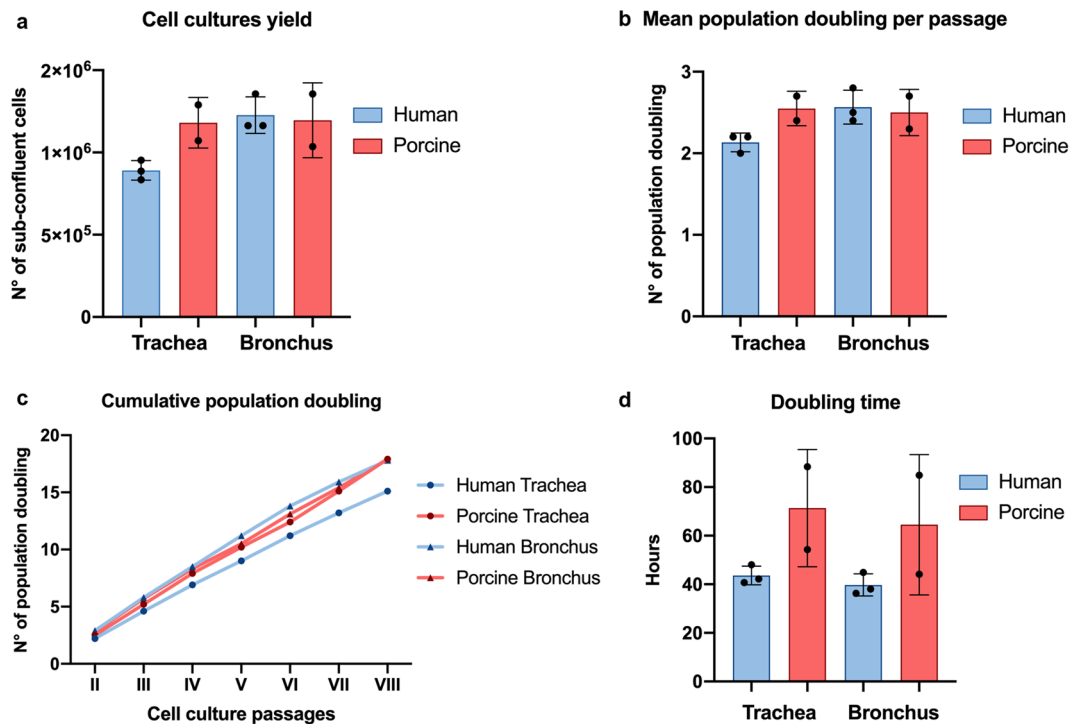 a
Cell cultures yield
N° of sub-confluent cells
2×10⁶
1×10⁶
5×10⁵
0
Trachea
Bronchus
Human
Porcine
b
Mean population doubling per passage
N° of population doubling
3
2
1
0
Trachea
Bronchus
Human
Porcine
c
Cumulative population doubling
N° of population doubling
20
15
10
5
0
II III IV V VI VII VIII
Cell culture passages
Human Trachea
Porcine Trachea
Human Bronchus
Porcine Bronchus
d
Doubling time
Hours
100
80
60
40
20
0
Trachea
Bronchus
Human
Porcine